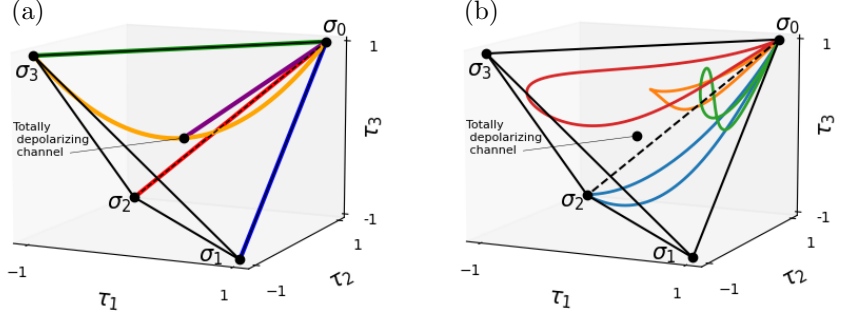 (a)
σ₀
σ₃
1
τ₃
Totally
depolarizing
channel
σ₂
-1
σ₁
1
τ₂
−1
τ₁
1
−1
(b)
σ₀
σ₃
1
τ₃
Totally
depolarizing
channel
σ₂
-1
σ₁
1
τ₂
−1
τ₁
1
−1